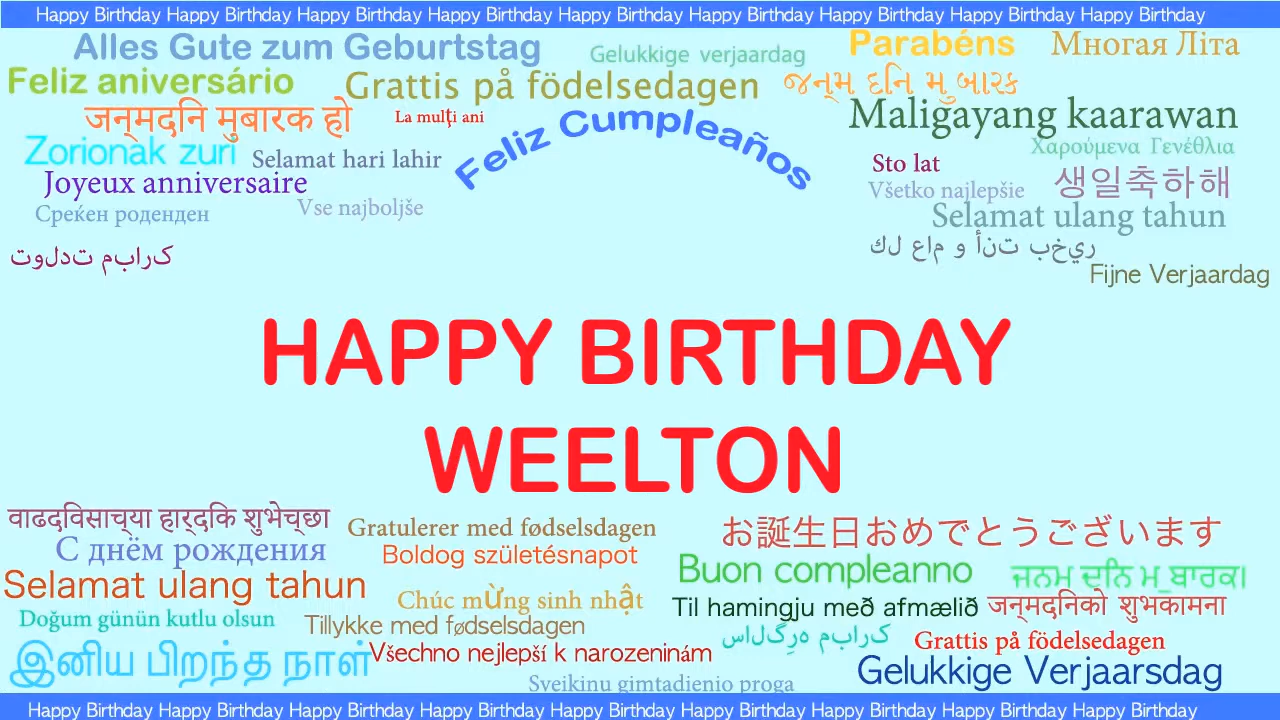 Happy Birthday Happy Birthday Happy Birthday Happy Birthday Happy Birthday Happy Birthday Happy Birthday Happy Birthday Happy Birthday
Alles Gute zum Geburtstag
Gelukkige verjaardag
Parabéns
Многая Літа
Feliz aniversário
Grattis på födelsedagen
જન્મ દનિ મુબારક
जन्मदनि मुबारक हो
La mulţi ani
Feliz Cumpleaños
Maligayang kaarawan
Zorionak zuri
Selamat hari lahir
Χαρούμενα Γενέθλια
Sto lat
Joyeux anniversaire
Všetko najlepšie
생일축하해
Среќен роденден
Vse najboljše
Selamat ulang tahun
تولدت مبارک
كل عام و أنت بخير
Fijne Verjaardag
HAPPY BIRTHDAY
WEELTON
वाढदविसाच्या हार्दकि शुभेच्छा
Gratulerer med fødselsdagen
お誕生日おめでとうございます
С днём рождения
Boldog születésnapot
Buon compleanno
ਜਨਮ ਦਨਿ ਮੁਬਾਰਕ।
Selamat ulang tahun
Chúc mừng sinh nhật
Til hamingju með afmælið
जन्मदनिको शुभकामना
Doğum günün kutlu olsun
Tillykke med fødselsdagen
سالگرہ مبارک
Grattis på födelsedagen
இனிய பிறந்த நாள்
Všechno nejlepší k narozeninám
Gelukkige Verjaarsdag
Sveikinu gimtadienio proga
Happy Birthday Happy Birthday Happy Birthday Happy Birthday Happy Birthday Happy Birthday Happy Birthday Happy Birthday Happy Birthday